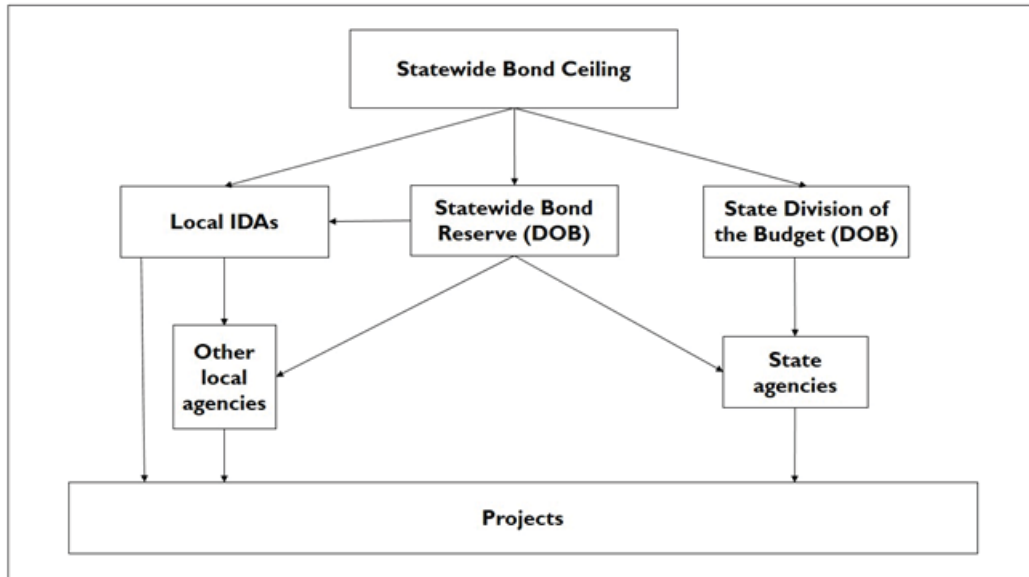 Statewide Bond Ceiling
Local IDAs
Statewide Bond
Reserve (DOB)
State Division of
the Budget (DOB)
Other
local
agencies
State
agencies
Projects